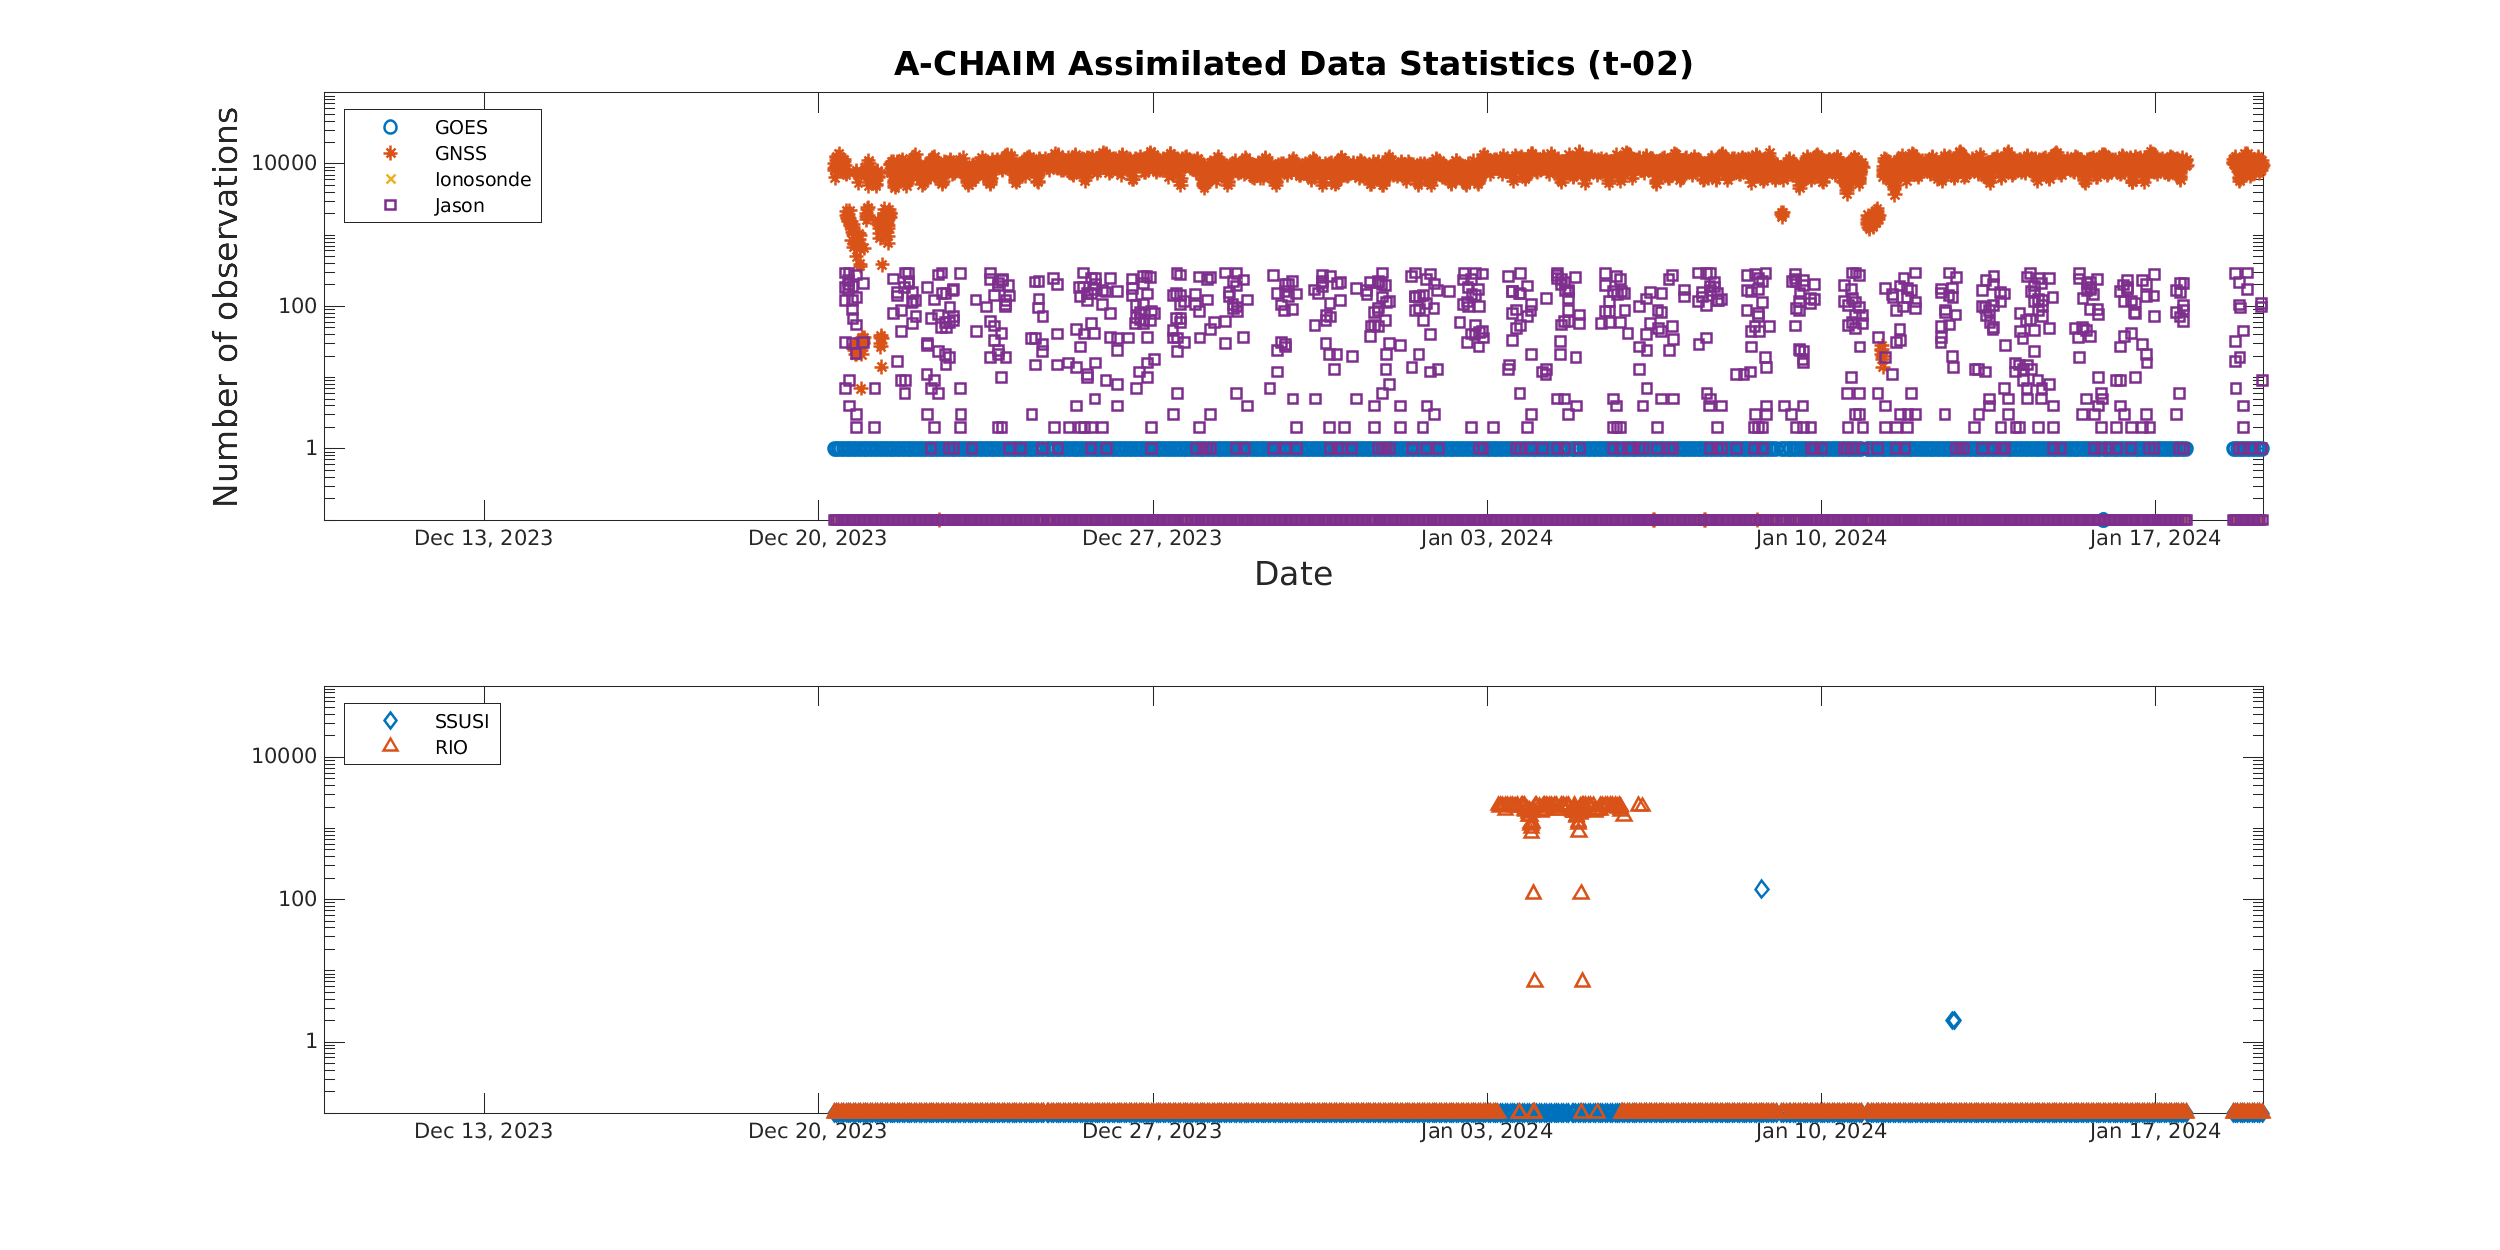 A-CHAIM Assimilated Data Statistics (t-02)
Number of observations
10000
100
1
GOES
GNSS
Ionosonde
Jason
Dec 13, 2023
Dec 20, 2023
Dec 27, 2023
Jan 03, 2024
Jan 10, 2024
Jan 17, 2024
Date
10000
100
1
SSUSI
RIO
Dec 13, 2023
Dec 20, 2023
Dec 27, 2023
Jan 03, 2024
Jan 10, 2024
Jan 17, 2024